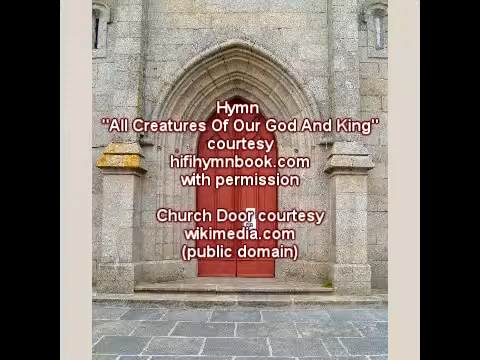 Hymn
"All Creatures Of Our God And King"
courtesy
hifihymnbook.com
with permission
Church Door courtesy
wikimedia.com
(public domain)